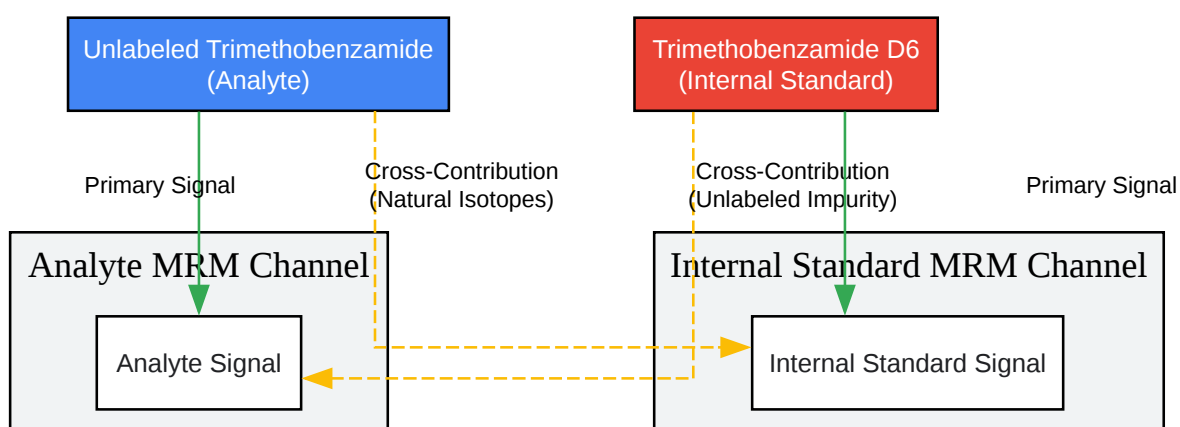 Unlabeled Trimethobenzamide
(Analyte)
Trimethobenzamide D6
(Internal Standard)
Primary Signal
Cross-Contribution
(Natural Isotopes)
Cross-Contribution
(Unlabeled Impurity)
Primary Signal
Analyte MRM Channel
Internal Standard MRM Channel
Analyte Signal
Internal Standard Signal